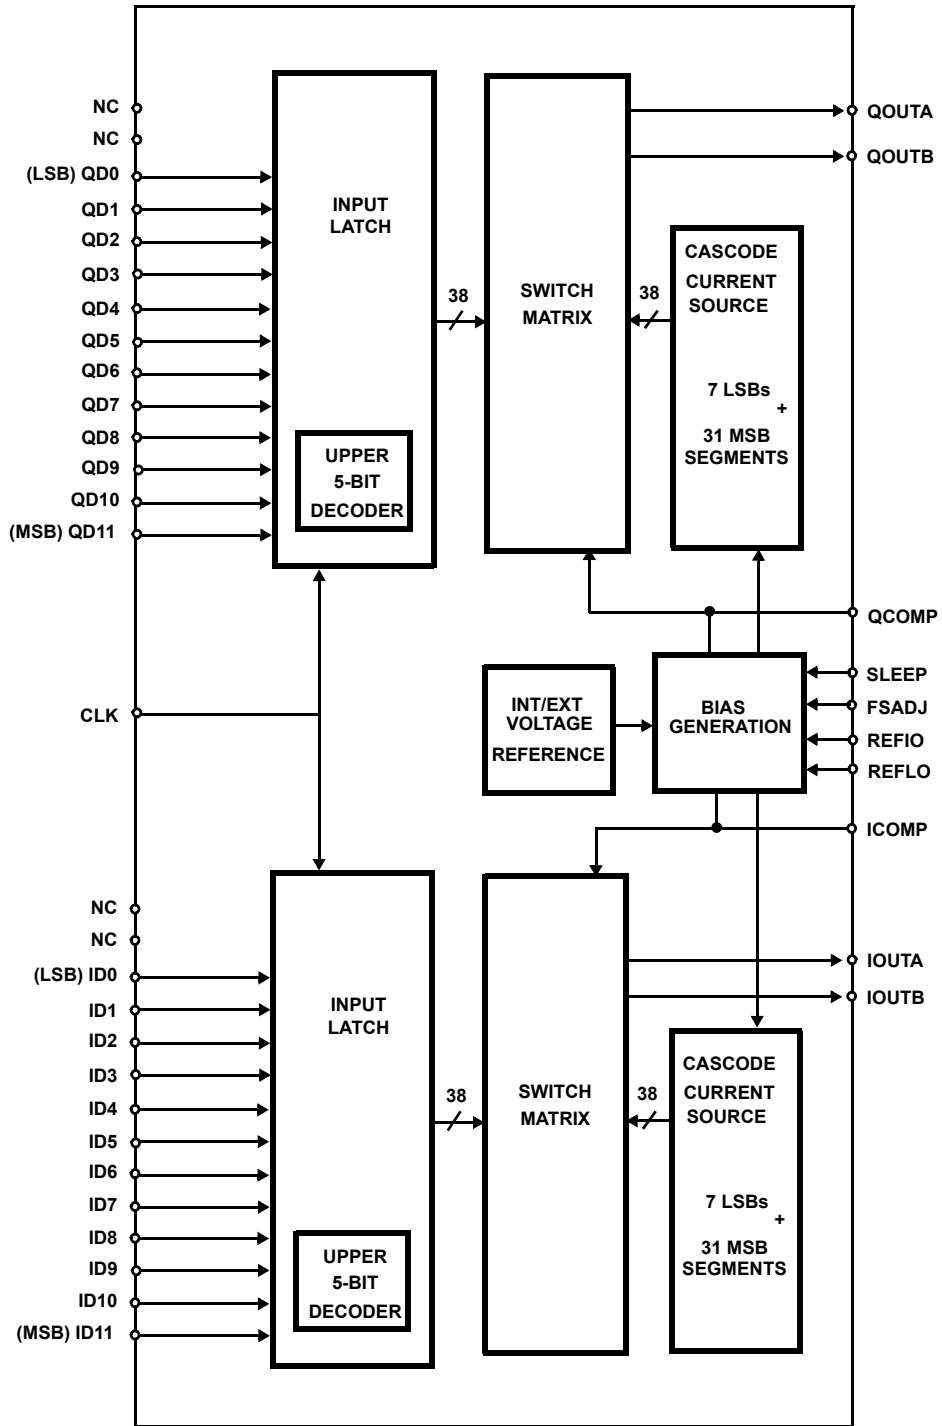 NC
NC
(LSB) QD0
QD1
QD2
QD3
QD4
QD5
QD6
QD7
QD8
QD9
QD10
(MSB) QD11
INPUT
LATCH
UPPER
5-BIT
DECODER
38
SWITCH
MATRIX
38
CASCODE
CURRENT
SOURCE
7 LSBs
+
31 MSB
SEGMENTS
QOUTA
QOUTB
QCOMP
SLEEP
FSADJ
REFIO
REFLO
ICOMP
CLK
INT/EXT
VOLTAGE
REFERENCE
BIAS
GENERATION
NC
NC
(LSB) ID0
ID1
ID2
ID3
ID4
ID5
ID6
ID7
ID8
ID9
ID10
(MSB) ID11
INPUT
LATCH
UPPER
5-BIT
DECODER
38
SWITCH
MATRIX
38
CASCODE
CURRENT
SOURCE
7 LSBs
+
31 MSB
SEGMENTS
IOUTA
IOUTB